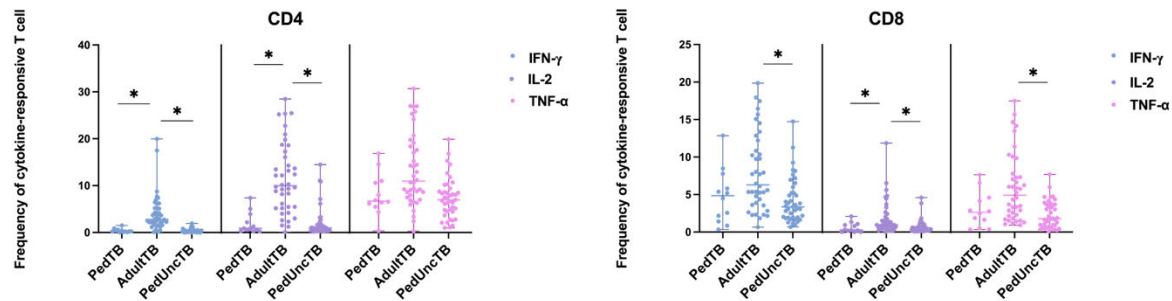 CD4
Frequency of cytokine-responsive T cell
40
30
20
10
0
*
*
*
*
PedTB
AdultTB
PedUncTB
PedTB
AdultTB
PedUncTB
PedTB
AdultTB
PedUncTB
IFN-γ
IL-2
TNF-α
CD8
Frequency of cytokine-responsive T cell
25
20
15
10
5
0
*
*
*
*
PedTB
AdultTB
PedUncTB
PedTB
AdultTB
PedUncTB
PedTB
AdultTB
PedUncTB
IFN-γ
IL-2
TNF-α